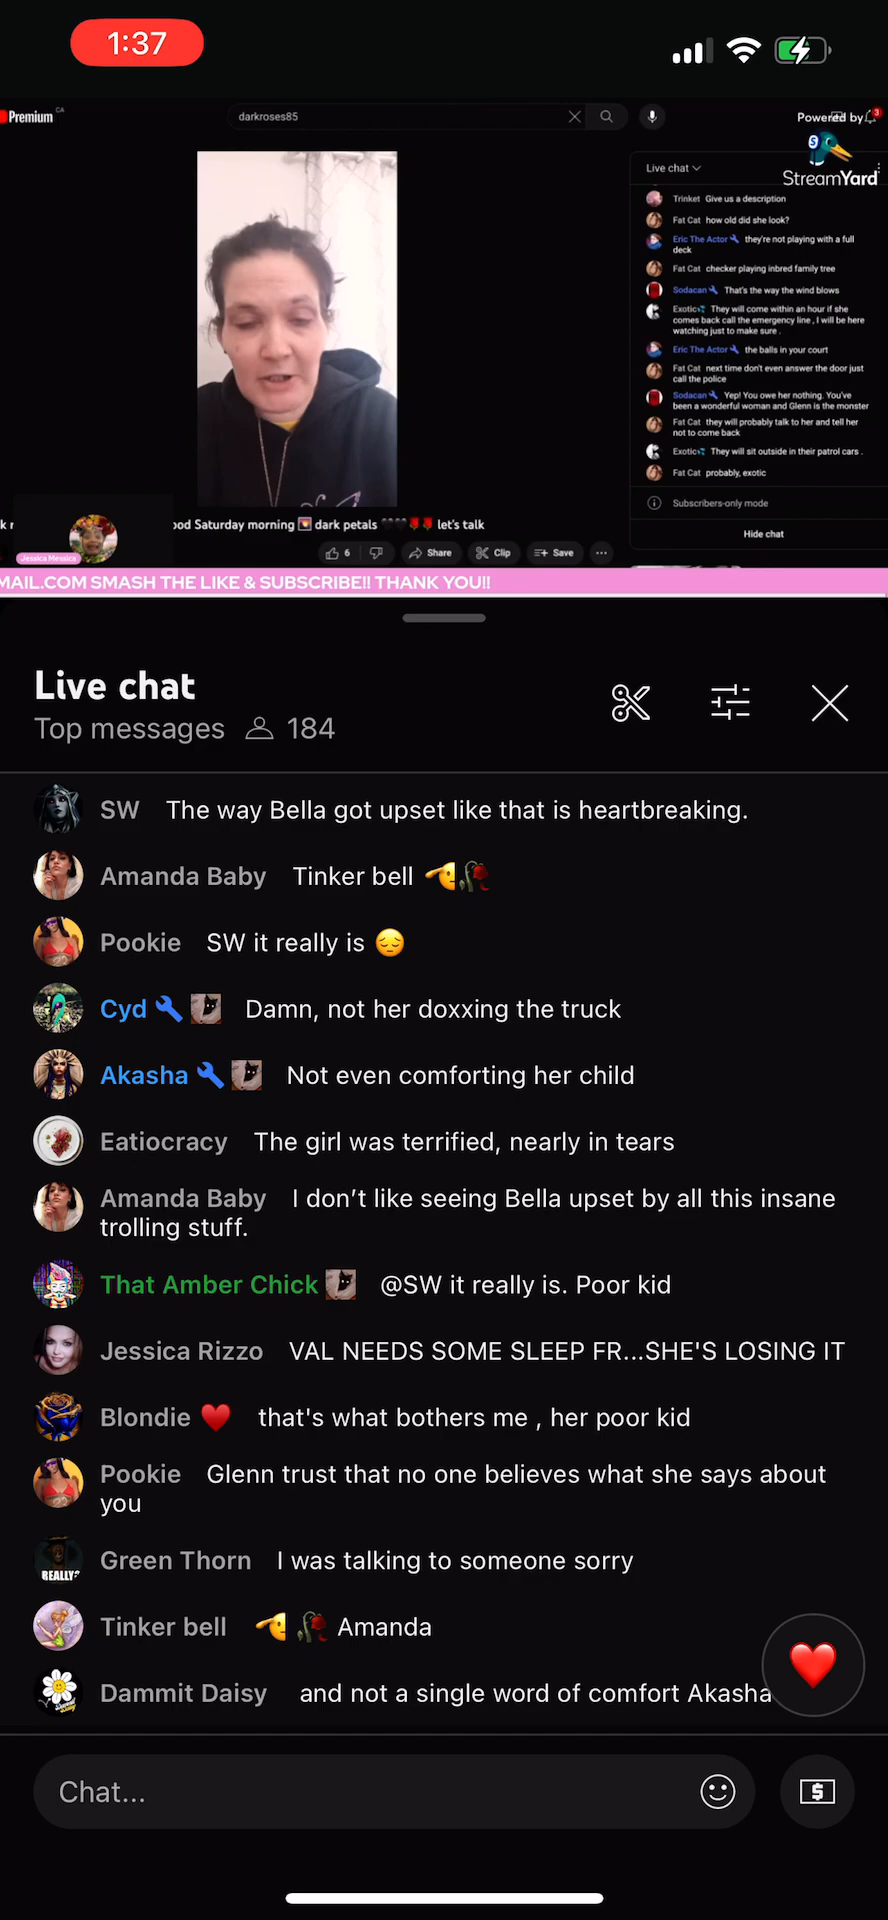 1:37
Premium CA
darkroses85
Powered by
3
StreamYard
Live chat
Trinket Give us a description
Fat Cat how old did she look?
Eric The Actor they're not playing with a full
deck
Fat Cat checker playing inbred family tree
Sodacan That's the way the wind blows
Exotic They will come within an hour if she
comes back call the emergency line , I will be here
watching just to make sure .
Eric The Actor the balls in your court
Fat Cat next time don't even answer the door just
call the police
Sodacan Yep! You owe her nothing. You've
been a wonderful woman and Glenn is the monster
Fat Cat they will probably talk to her and tell her
not to come back
Exotic They will sit outside in their patrol cars .
Fat Cat probably, exotic
Subscribers-only mode
Hide chat
ood Saturday morning 🌅 dark petals 🖤🖤🌹🌹 let's talk
Jessica Messica
6 Share Clip Save ...
MAIL.COM SMASH THE LIKE & SUBSCRIBE!! THANK YOU!!
Live chat
Top messages 184
SW The way Bella got upset like that is heartbreaking.
Amanda Baby Tinker bell 🫱🥀
Pookie SW it really is 😔
Cyd Damn, not her doxxing the truck
Akasha Not even comforting her child
Eatiocracy The girl was terrified, nearly in tears
Amanda Baby I don’t like seeing Bella upset by all this insane
trolling stuff.
That Amber Chick @SW it really is. Poor kid
Jessica Rizzo VAL NEEDS SOME SLEEP FR...SHE'S LOSING IT
Blondie ♥️ that's what bothers me , her poor kid
Pookie Glenn trust that no one believes what she says about
you
REALLY?
Green Thorn I was talking to someone sorry
Tinker bell 🫱🥀 Amanda
Dammit Daisy and not a single word of comfort Akasha
Chat...